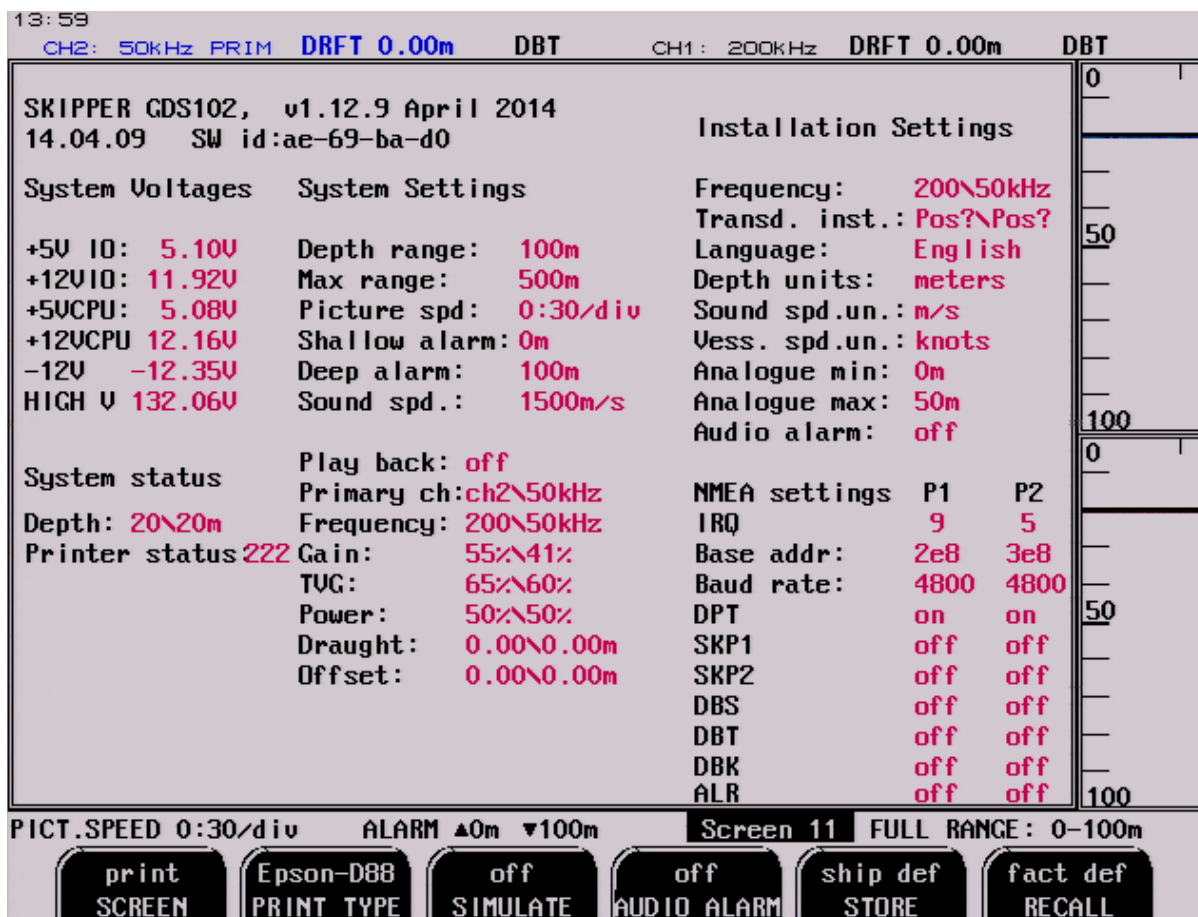 13:59
CH2: 50kHz PRIM DRFT 0.00m DBT CH1: 200kHz DRFT 0.00m DBT
SKIPPER GDS102, v1.12.9 April 2014
14.04.09 SW id:ae-69-ba-d0
System Voltages
+5V IO: 5.10V
+12VIO: 11.92V
+5VCPU: 5.08V
+12VCPU 12.16V
-12V -12.35V
HIGH V 132.06V
System status
Depth: 20\20m
Printer status:222
System Settings
Depth range: 100m
Max range: 500m
Picture spd: 0:30/div
Shallow alarm: 0m
Deep alarm: 100m
Sound spd.: 1500m/s
Play back: off
Primary ch:ch2\50kHz
Frequency: 200\50kHz
Gain: 55%\41%
TVG: 65%\60%
Power: 50%\50%
Draught: 0.00\0.00m
Offset: 0.00\0.00m
Installation Settings
Frequency: 200\50kHz
Transd. inst.: Pos?\Pos?
Language: English
Depth units: meters
Sound spd.un.: m/s
Vess. spd.un.: knots
Analogue min: 0m
Analogue max: 50m
Audio alarm: off
NMEA settings P1 P2
IRQ 9 5
Base addr: 2e8 3e8
Baud rate: 4800 4800
DPT on on
SKP1 off off
SKP2 off off
DBS off off
DBT off off
DBK off off
ALR off off
0
50
100
0
50
100
PICT.SPEED 0:30/div ALARM ▲0m ▼100m Screen 11 FULL RANGE: 0-100m
print Epson-D88 off off ship def fact def
SCREEN PRINT TYPE SIMULATE AUDIO ALARM STORE RECALL